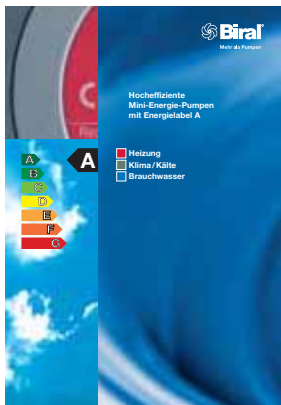 Biral
Mehr als Pumpen
Hocheffiziente
Mini-Energie-Pumpen
mit Energielabel A
Heizung
Klima/Kälte
Brauchwasser
A
A
B
C
D
E
F
G